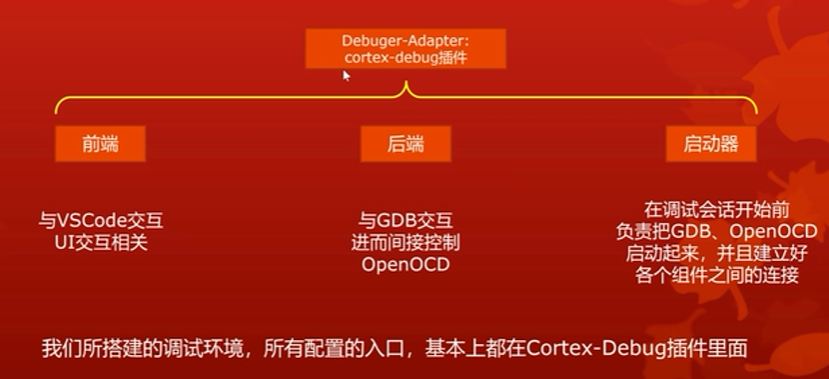 Debuger-Adapter:
cortex-debug插件
前端
后端
启动器
与VSCode交互
UI交互相关
与GDB交互
进而间接控制
OpenOCD
在调试会话开始前
负责把GDB、OpenOCD
启动起来，并且建立好
各个组件之间的连接
我们所搭建的调试环境，所有配置的入口，基本上都在Cortex-Debug插件里面